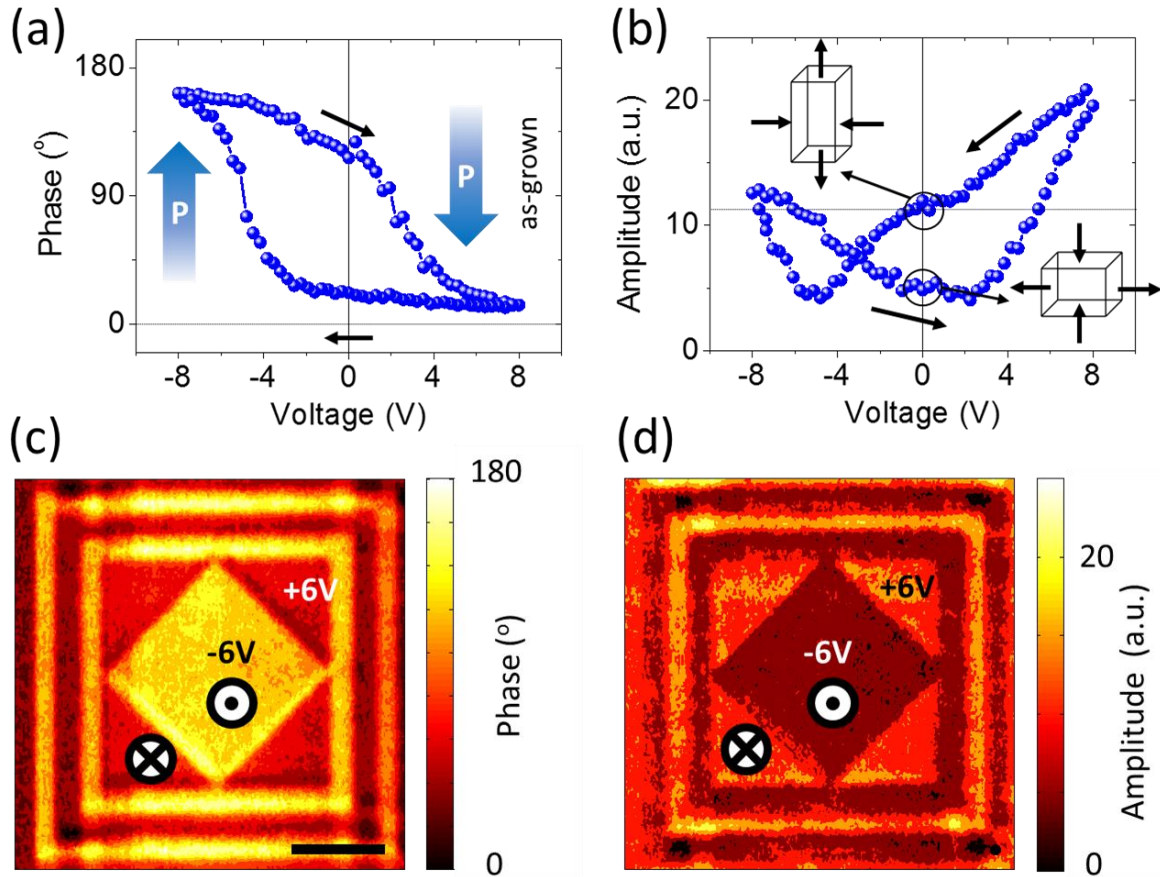 (a)
180
90
0
Phase (°)
P
P
as-grown
-8
-4
0
4
8
Voltage (V)
(b)
20
10
0
Amplitude (a.u.)
-8
-4
0
4
8
Voltage (V)
(c)
+6V
-6V
180
0
Phase (°)
(d)
+6V
-6V
20
0
Amplitude (a.u.)